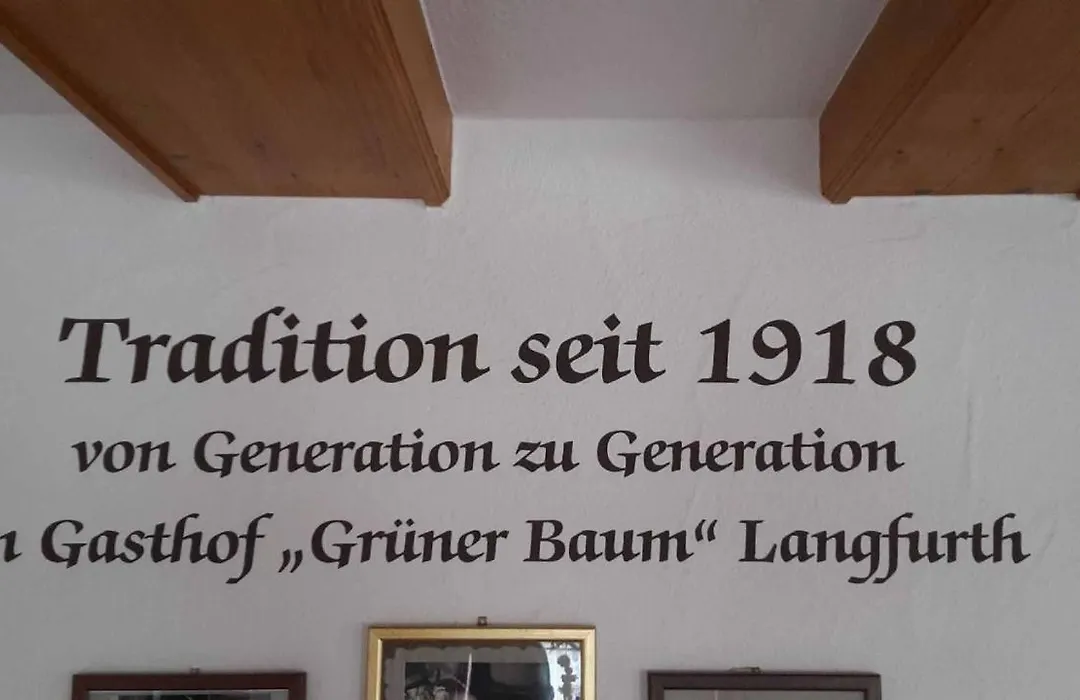 Tradition seit 1918
von Generation zu Generation
Gasthof „Grüner Baum“ Langfurth